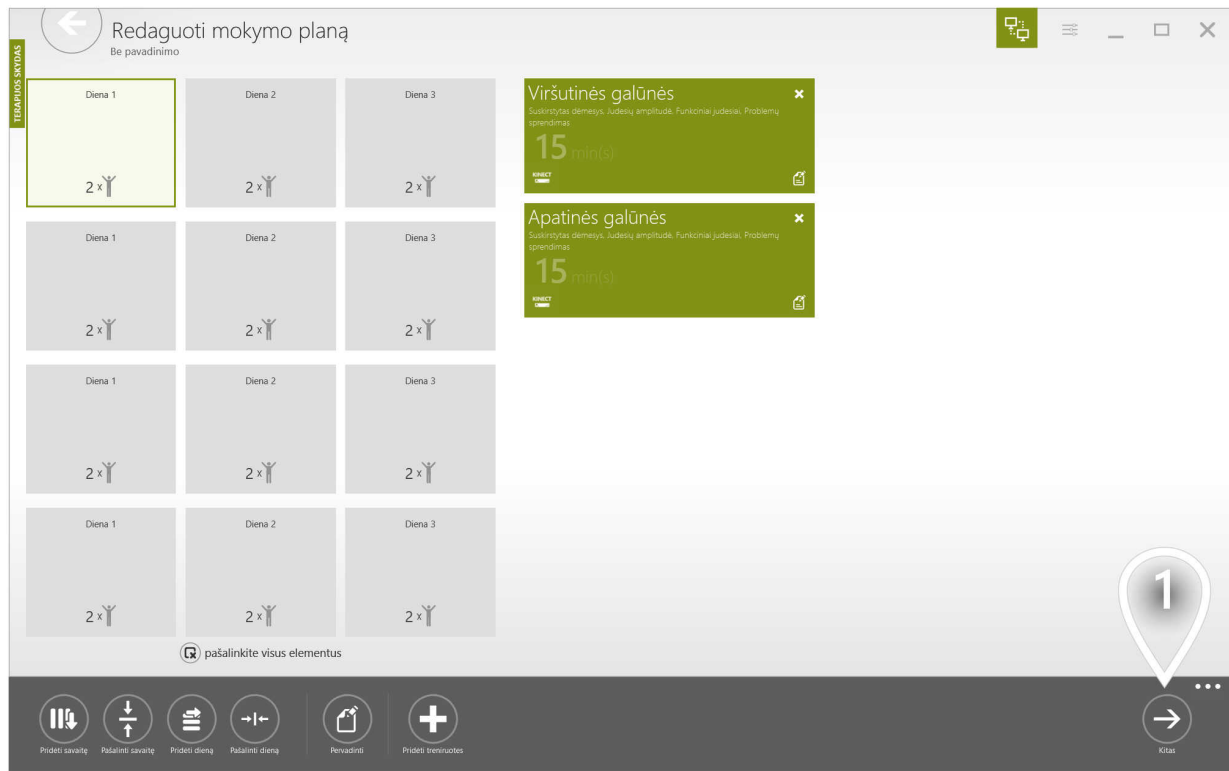 Redaguoti mokymo planą
Be pavadinimo
TERAPIJOS SKYDAS
Diena 1
Diena 2
Diena 3
2 x
2 x
2 x
Diena 1
Diena 2
Diena 3
2 x
2 x
2 x
Diena 1
Diena 2
Diena 3
2 x
2 x
2 x
Diena 1
Diena 2
Diena 3
2 x
2 x
2 x
pašalinkite visus elementus
Viršutinės galūnės
Suskirstytas dėmesys, Judesių amplitudė, Funkciniai judesiai, Problemų
sprendimas
15 min(s)
KINECT
Apatinės galūnės
Suskirstytas dėmesys, Judesių amplitudė, Funkciniai judesiai, Problemų
sprendimas
15 min(s)
KINECT
1
Pridėti savaitę
Pašalinti savaitę
Pridėti dieną
Pašalinti dieną
Pervadinti
Pridėti treniruotes
Kitas